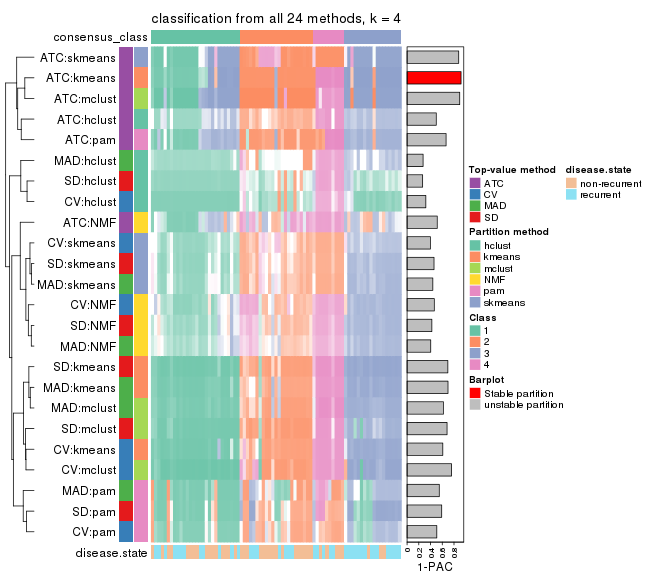 classification from all 24 methods, k = 4
consensus_class
ATC:skmeans
ATC:kmeans
ATC:mclust
ATC:hclust
ATC:pam
MAD:hclust
SD:hclust
CV:hclust
ATC:NMF
CV:skmeans
SD:skmeans
MAD:skmeans
CV:NMF
SD:NMF
MAD:NMF
SD:kmeans
MAD:kmeans
MAD:mclust
SD:mclust
CV:kmeans
CV:mclust
MAD:pam
SD:pam
CV:pam
disease.state
0 0.2 0.4 0.6 0.8
1-PAC
Top-value method
ATC
CV
MAD
SD
Partition method
hclust
kmeans
mclust
NMF
pam
skmeans
Class
1
2
3
4
Barplot
Stable partition
unstable partition
disease.state
non-recurrent
recurrent